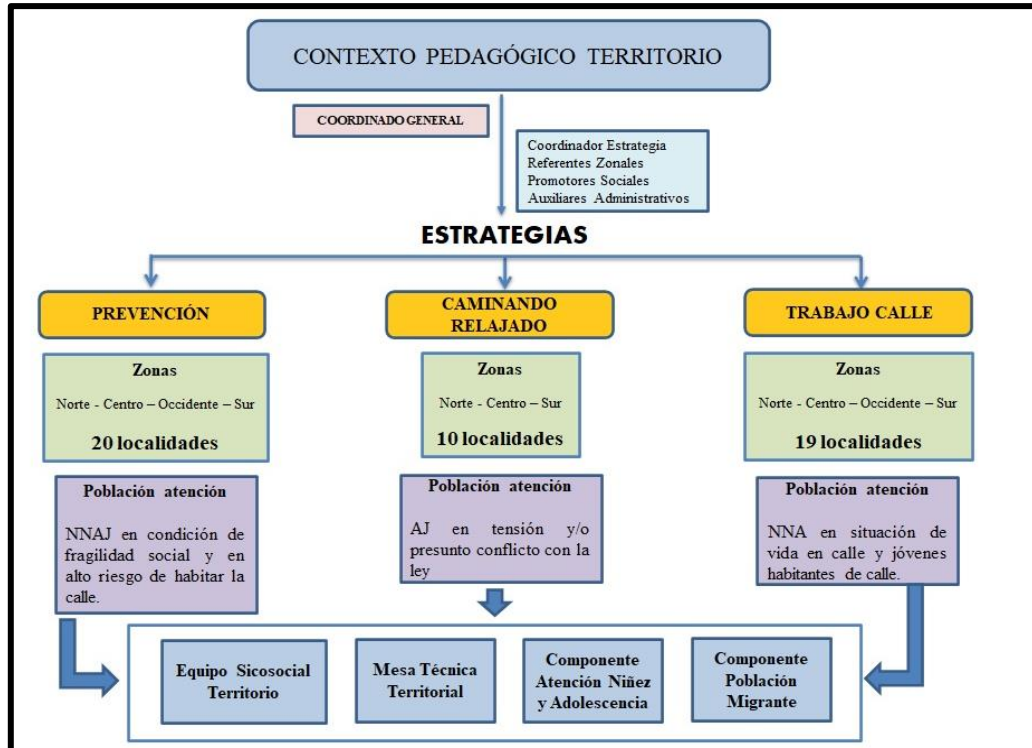 CONTEXTO PEDAGÓGICO TERRITORIO
COORDINADO GENERAL
Coordinador Estrategia
Referentes Zonales
Promotores Sociales
Auxiliares Administrativos
ESTRATEGIAS
PREVENCIÓN
Zonas
Norte - Centro – Occidente – Sur
20 localidades
Población atención
NNAJ en condición de
fragilidad social y en
alto riesgo de habitar la
calle.
CAMINANDO
RELAJADO
Zonas
Norte - Centro – Sur
10 localidades
Población atención
AJ en tensión y/o
presunto conflicto con la
ley
TRABAJO CALLE
Zonas
Norte - Centro – Occidente – Sur
19 localidades
Población atención
NNA en situación de
vida en calle y jóvenes
habitantes de calle.
Equipo Sicosocial
Territorio
Mesa Técnica
Territorial
Componente
Atención Niñez
y Adolescencia
Componente
Población
Migrante